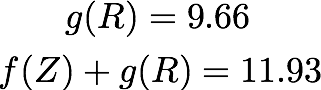 g(R) = 9.66
f(Z) + g(R) = 11.93